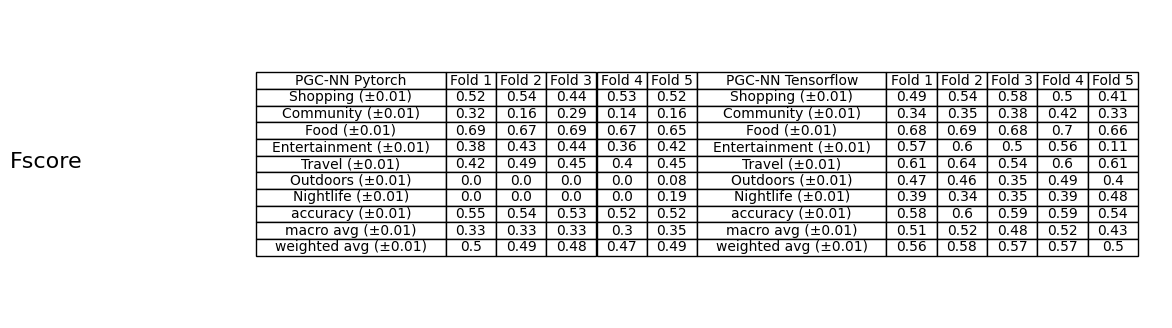 PGC-NN Pytorch Fold 1 Fold 2 Fold 3 Fold 4 Fold 5 PGC-NN Tensorflow Fold 1 Fold 2 Fold 3 Fold 4 Fold 5
Shopping (±0.01) 0.52 0.54 0.44 0.53 0.52 Shopping (±0.01) 0.49 0.54 0.58 0.5 0.41
Community (±0.01) 0.32 0.16 0.29 0.14 0.16 Community (±0.01) 0.34 0.35 0.38 0.42 0.33
Food (±0.01) 0.69 0.67 0.69 0.67 0.65 Food (±0.01) 0.68 0.69 0.68 0.7 0.66
Entertainment (±0.01) 0.38 0.43 0.44 0.36 0.42 Entertainment (±0.01) 0.57 0.6 0.5 0.56 0.11
Fscore
Travel (±0.01) 0.42 0.49 0.45 0.4 0.45 Travel (±0.01) 0.61 0.64 0.54 0.6 0.61
Outdoors (±0.01) 0.0 0.0 0.0 0.0 0.08 Outdoors (±0.01) 0.47 0.46 0.35 0.49 0.4
Nightlife (±0.01) 0.0 0.0 0.0 0.0 0.19 Nightlife (±0.01) 0.39 0.34 0.35 0.39 0.48
accuracy (±0.01) 0.55 0.54 0.53 0.52 0.52 accuracy (±0.01) 0.58 0.6 0.59 0.59 0.54
macro avg (±0.01) 0.33 0.33 0.33 0.3 0.35 macro avg (±0.01) 0.51 0.52 0.48 0.52 0.43
weighted avg (±0.01) 0.5 0.49 0.48 0.47 0.49 weighted avg (±0.01) 0.56 0.58 0.57 0.57 0.5